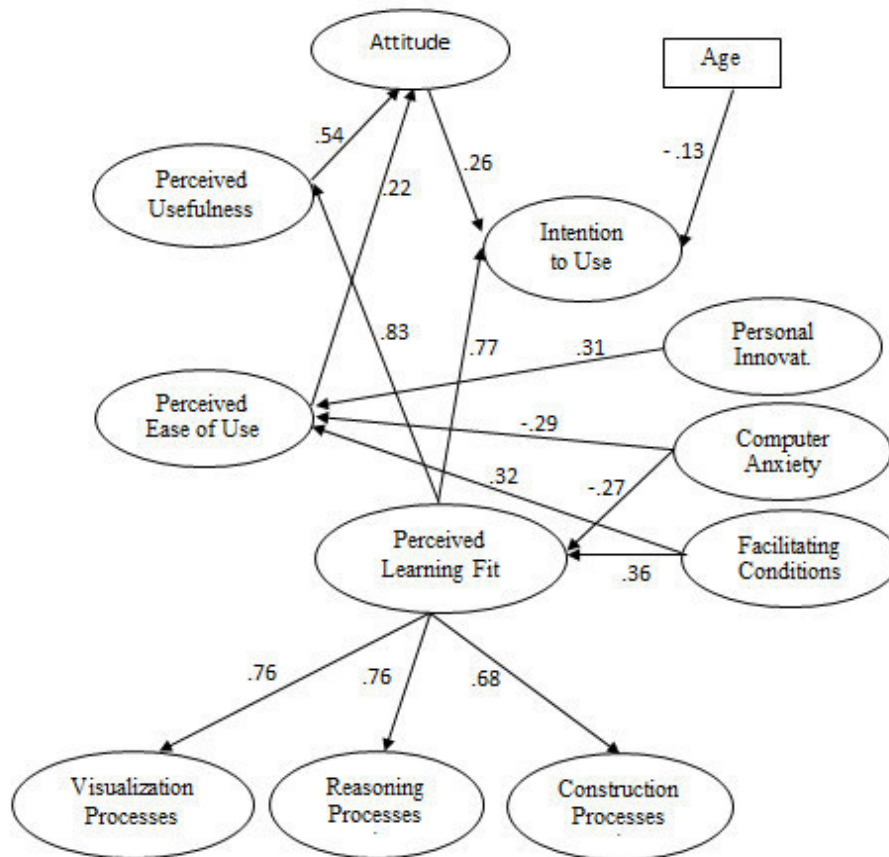 Attitude
Age
.54
.26
- .13
Perceived
Usefulness
.22
Intention
to Use
.83
.77
.31
Personal
Innovat.
Perceived
Ease of Use
-.29
Computer
Anxiety
.32
-.27
Perceived
Learning Fit
.36
Facilitating
Conditions
.76
.76
.68
Visualization
Processes
Reasoning
Processes
Construction
Processes